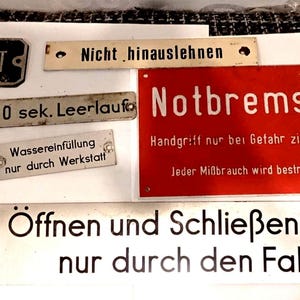 Nicht hinauslehnen
0 sek. Leerlauf
Notbrems
Wassereinfüllung
nur durch Werkstatt
Handgriff nur bei Gefahr zi
Jeder Mißbrauch wird bestr
Öffnen und Schließen
nur durch den Fal